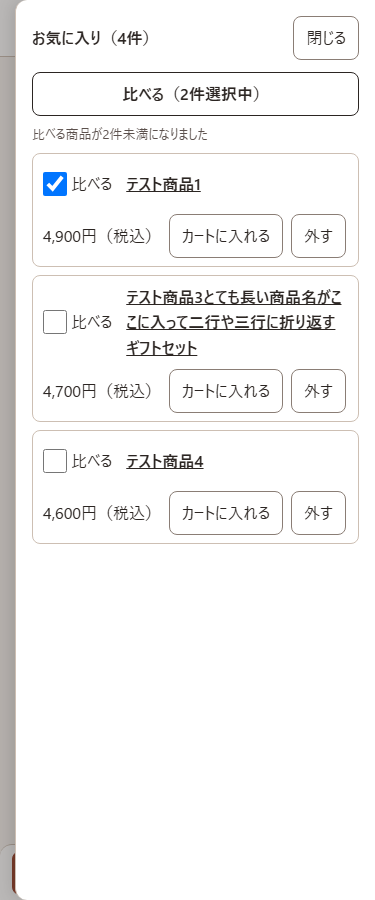 お気に入り（4件）
閉じる
比べる（2件選択中）
比べる商品が2件未満になりました
比べる テスト商品1
4,900円（税込） カートに入れる 外す
テスト商品3とても長い商品名がこ
比べる こに入って二行や三行に折り返す
ギフトセット
4,700円（税込） カートに入れる 外す
比べる テスト商品4
4,600円（税込） カートに入れる 外す